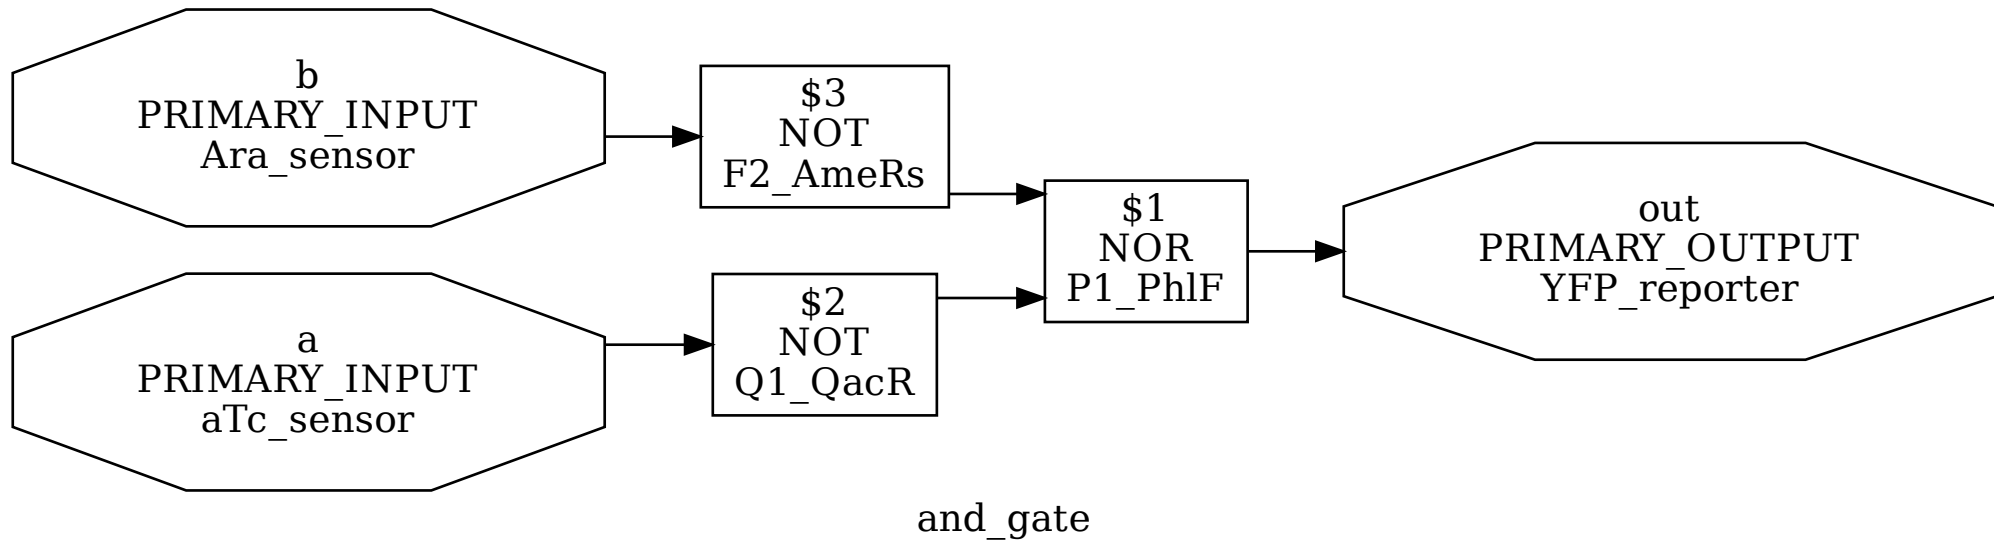 b
PRIMARY_INPUT
Ara_sensor
$3
NOT
F2_AmeRs
a
PRIMARY_INPUT
aTc_sensor
$2
NOT
Q1_QacR
$1
NOR
P1_PhlF
out
PRIMARY_OUTPUT
YFP_reporter
and_gate